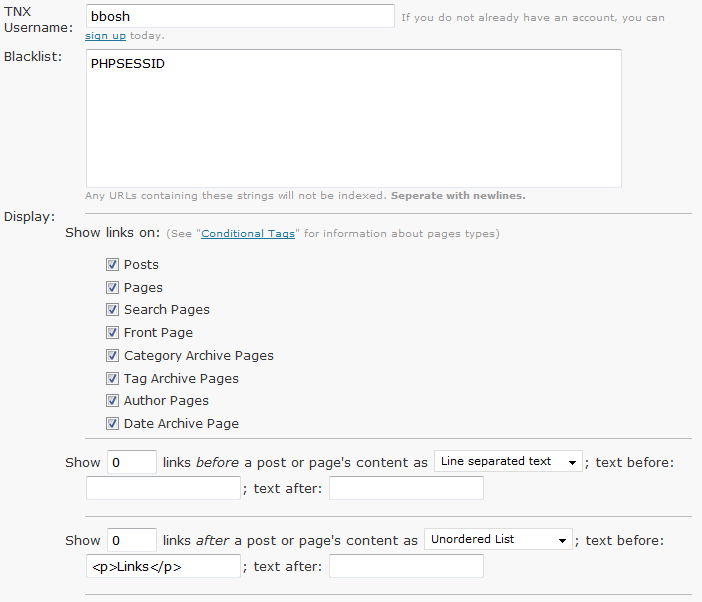 TNX
Username:
bbosh
If you do not already have an account, you can
sign up today.
Blacklist:
PHPSESSID
Any URLs containing these strings will not be indexed. Seperate with newlines.
Display:
Show links on: (See "Conditional Tags" for information about pages types)
Posts
Pages
Search Pages
Front Page
Category Archive Pages
Tag Archive Pages
Author Pages
Date Archive Page
Show 0 links before a post or page's content as Line separated text ; text before:
; text after:
Show 0 links after a post or page's content as Unordered List ; text before:
<p>Links</p> ; text after: